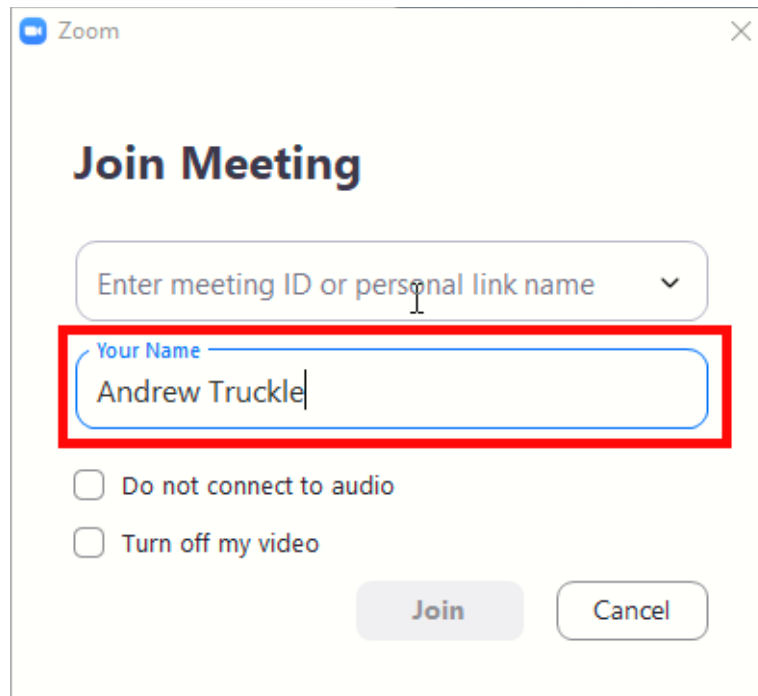 Zoom
Join Meeting
Enter meeting ID or personal link name
Your Name
Andrew Truckle
Do not connect to audio
Turn off my video
Join Cancel